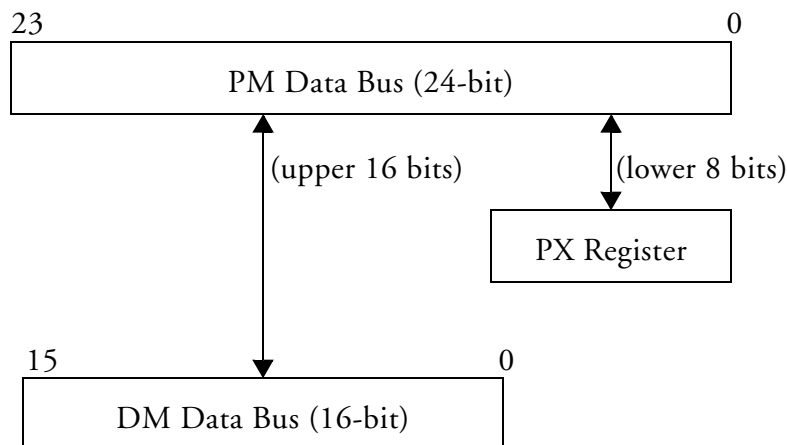 23 0
PM Data Bus (24-bit)
(upper 16 bits) (lower 8 bits)
PX Register
15 0
DM Data Bus (16-bit)